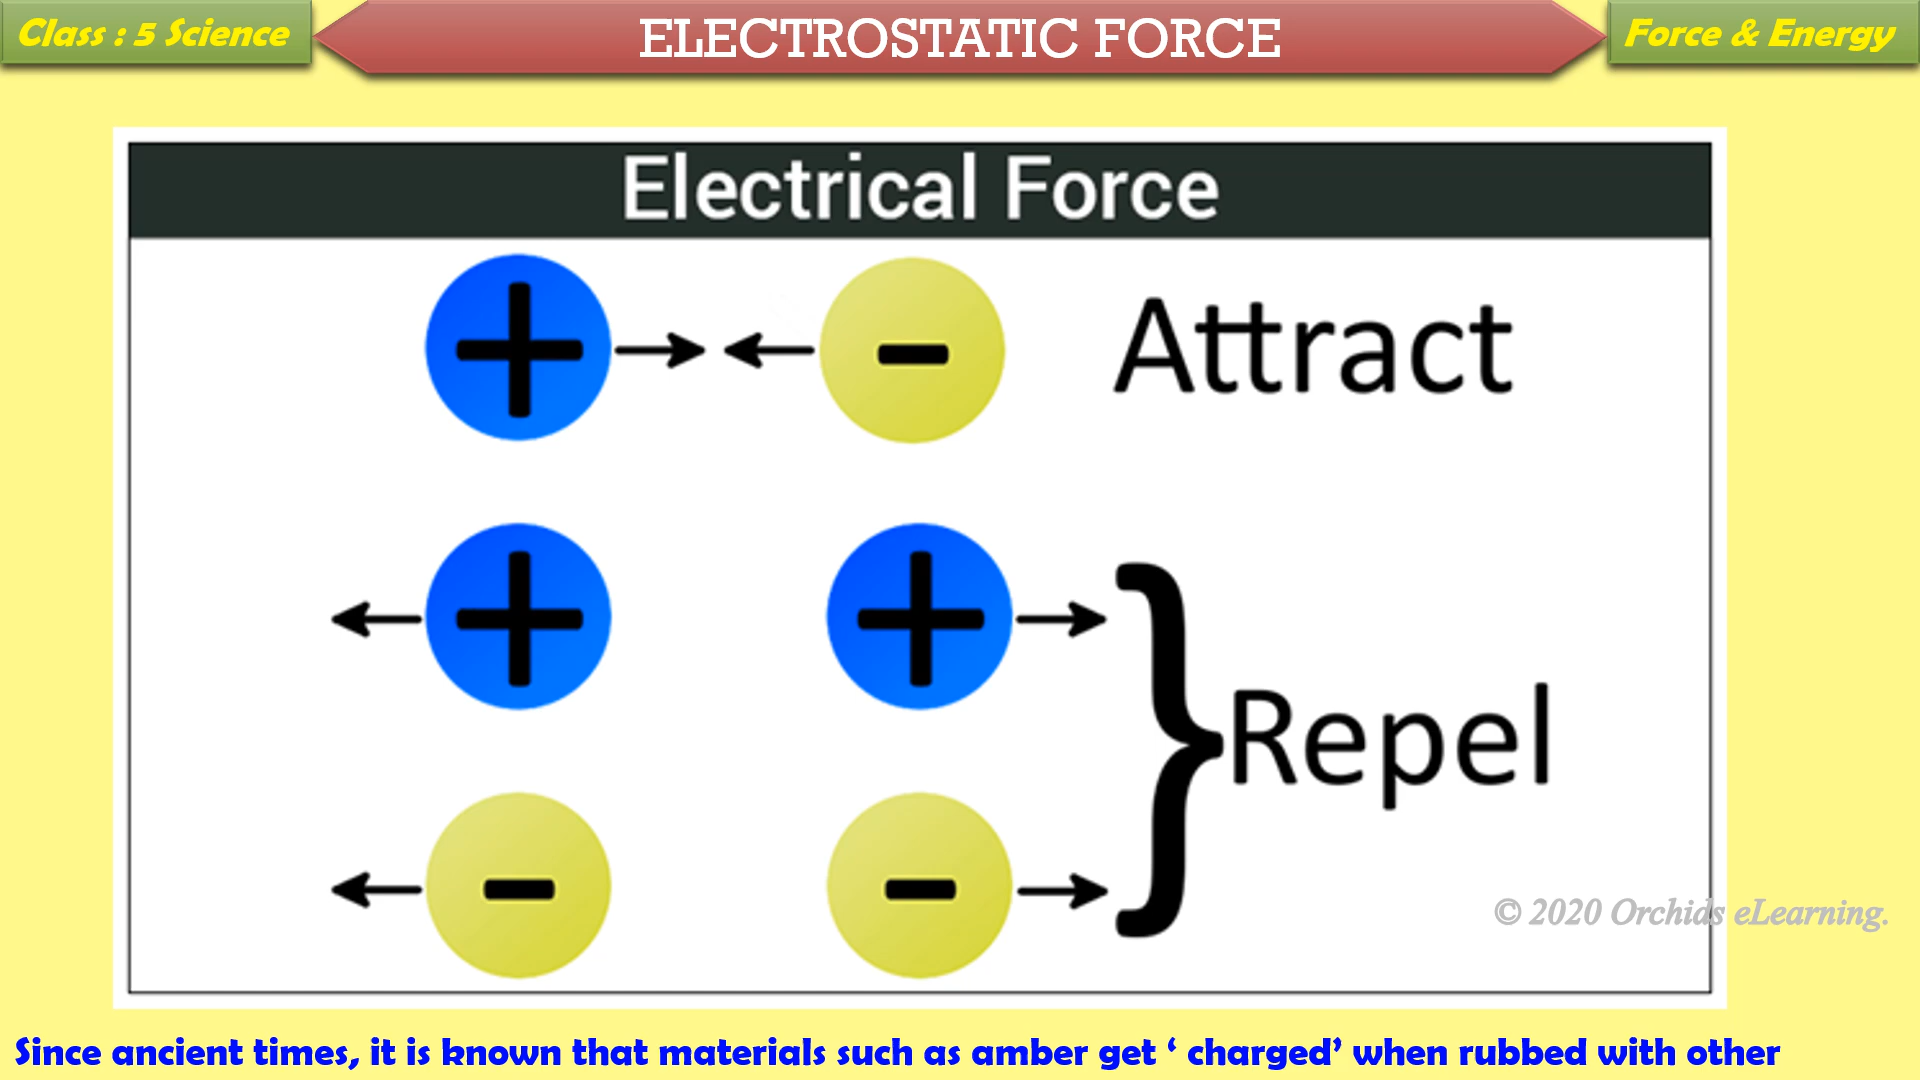 Class : 5 Science
ELECTROSTATIC FORCE
Force & Energy
Electrical Force
+ - Attract
+ +
Repel
- -
© 2020 Orchids eLearning.
Since ancient times, it is known that materials such as amber get ‘ charged’ when rubbed with other